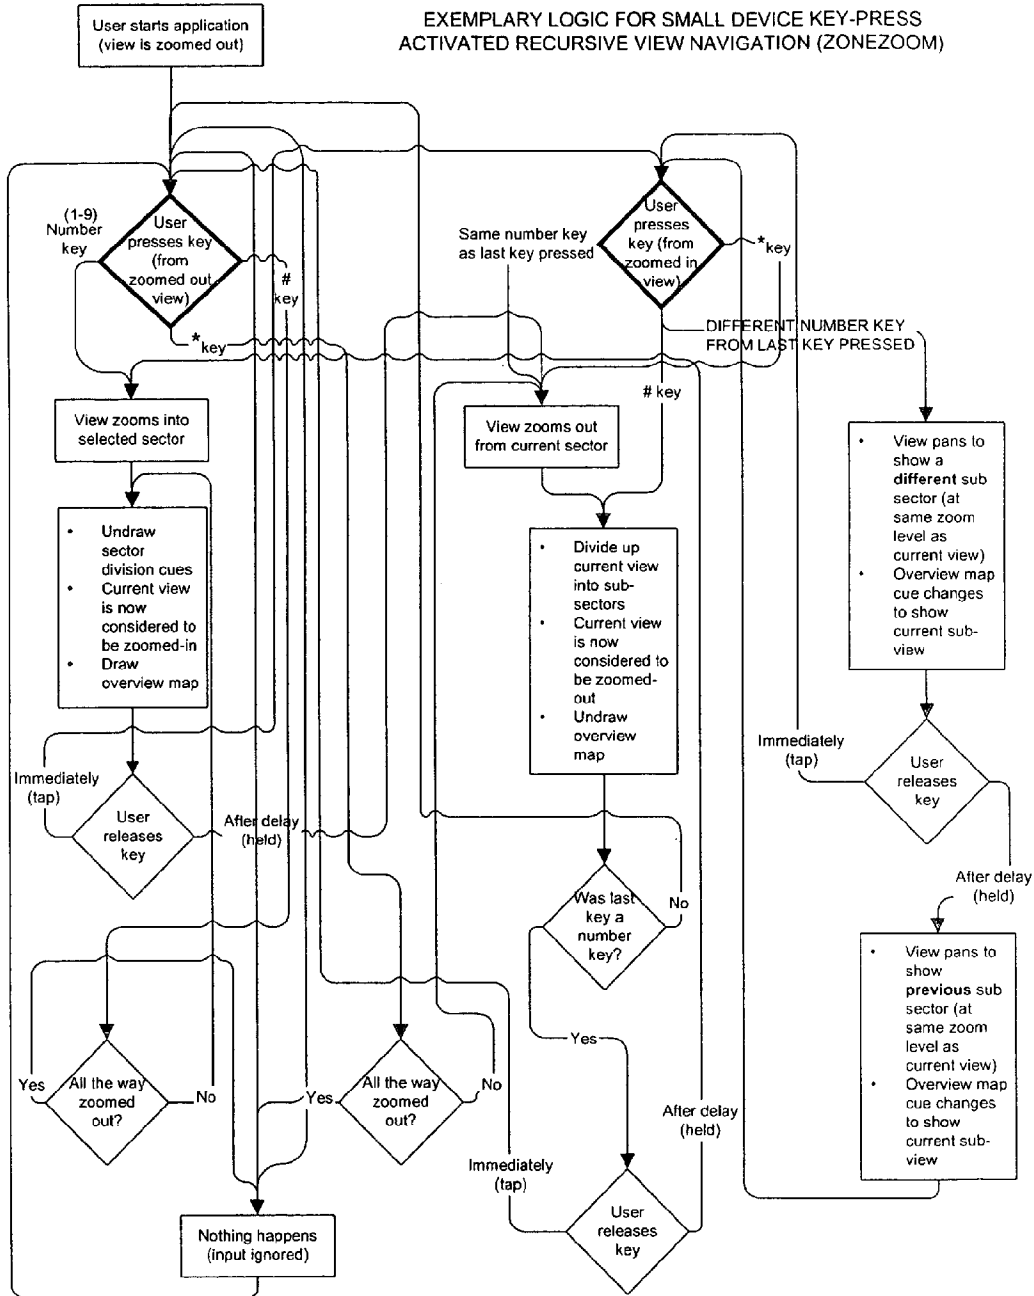 User starts application
(view is zoomed out)
EXEMPLARY LOGIC FOR SMALL DEVICE KEY-PRESS
ACTIVATED RECURSIVE VIEW NAVIGATION (ZONEZOOM)
(1-9)
Number
key
User
presses key
(from
zoomed out
view)
#
key
*key
Same number key
as last key pressed
User
presses
key (from
zoomed in
view)
*key
DIFFERENT NUMBER KEY
FROM LAST KEY PRESSED
# key
View zooms into
selected sector
View zooms out
from current sector
• Undraw
sector
division cues
• Current view
is now
considered to
be zoomed-in
• Draw
overview map
• Divide up
current view
into sub-
sectors
• Current view
is now
considered to
be zoomed-
out
• Undraw
overview
map
• View pans to
show a
different sub
sector (at
same zoom
level as
current view)
• Overview map
cue changes
to show
current sub-
view
Immediately
(tap)
User
releases
key
After delay
(held)
Immediately
(tap)
User
releases
key
After delay
(held)
Was last
key a
number
key?
No
Yes
• View pans to
show
previous sub
sector (at
same zoom
level as
current view)
• Overview map
cue changes
to show
current sub-
view
Yes
All the way
zoomed
out?
No
Yes
All the way
zoomed
out?
No
Immediately
(tap)
User
releases
key
After delay
(held)
Nothing happens
(input ignored)